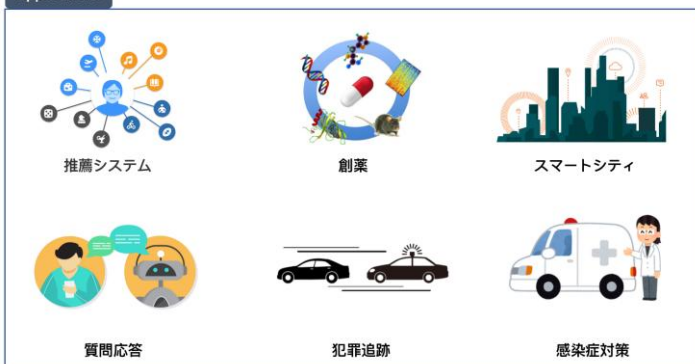 推薦システム
創薬
スマートシティ
質問応答
犯罪追跡
感染症対策